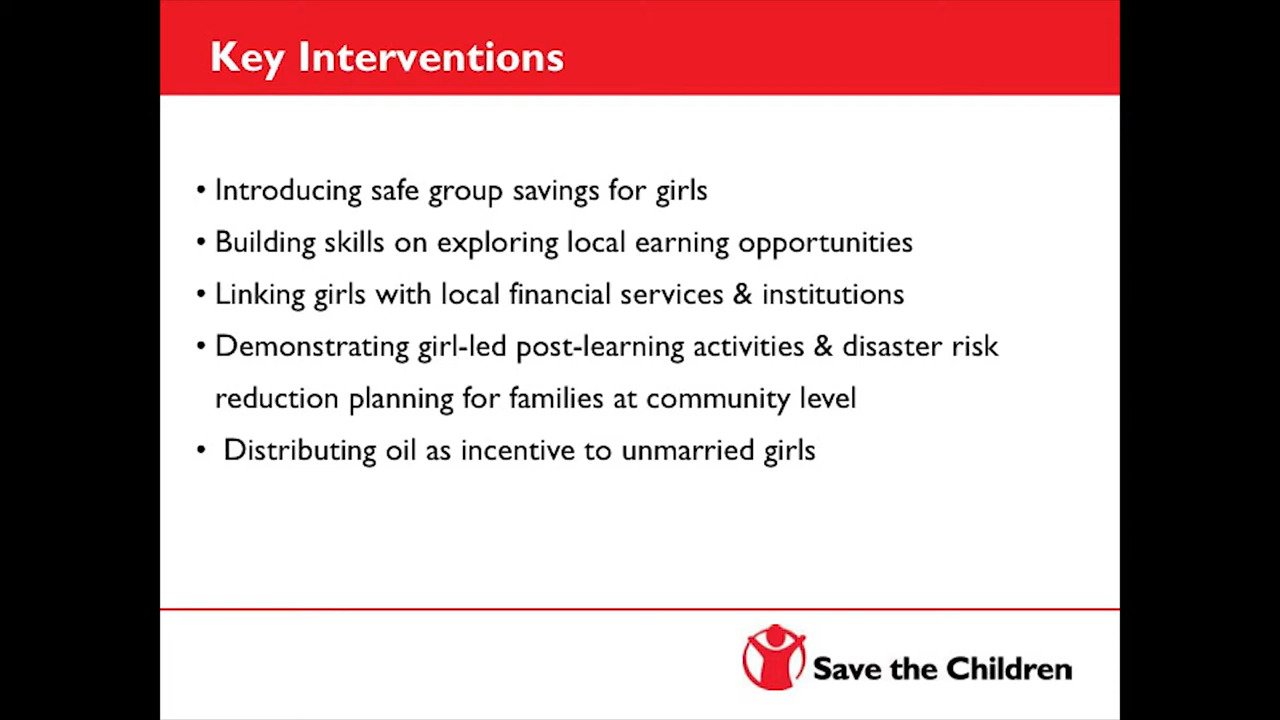 Key Interventions
• Introducing safe group savings for girls
• Building skills on exploring local earning opportunities
• Linking girls with local financial services & institutions
• Demonstrating girl-led post-learning activities & disaster risk
reduction planning for families at community level
• Distributing oil as incentive to unmarried girls
Save the Children